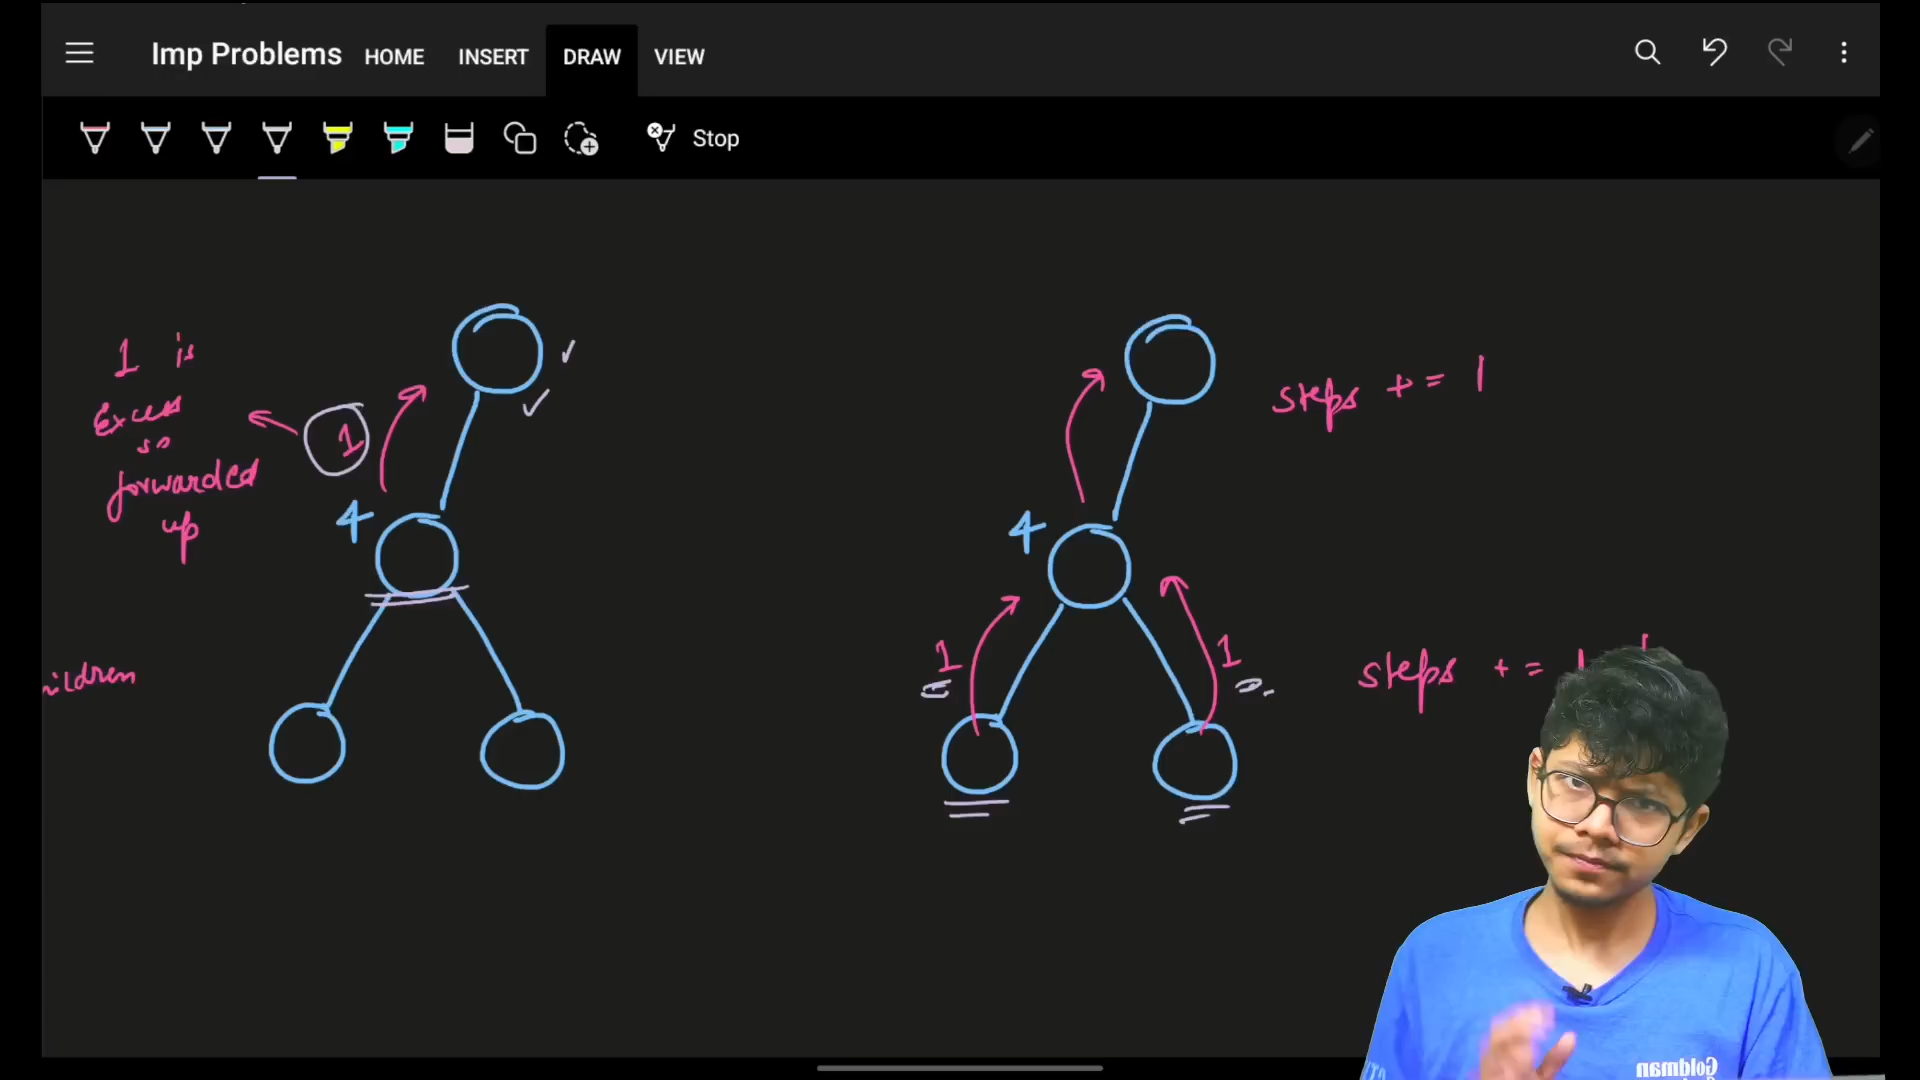 Imp Problems HOME INSERT DRAW VIEW
Stop
1 is
Excess
so
forwarded
up
1
4
ildren
steps += 1
4
1
1
steps + =
Goldman